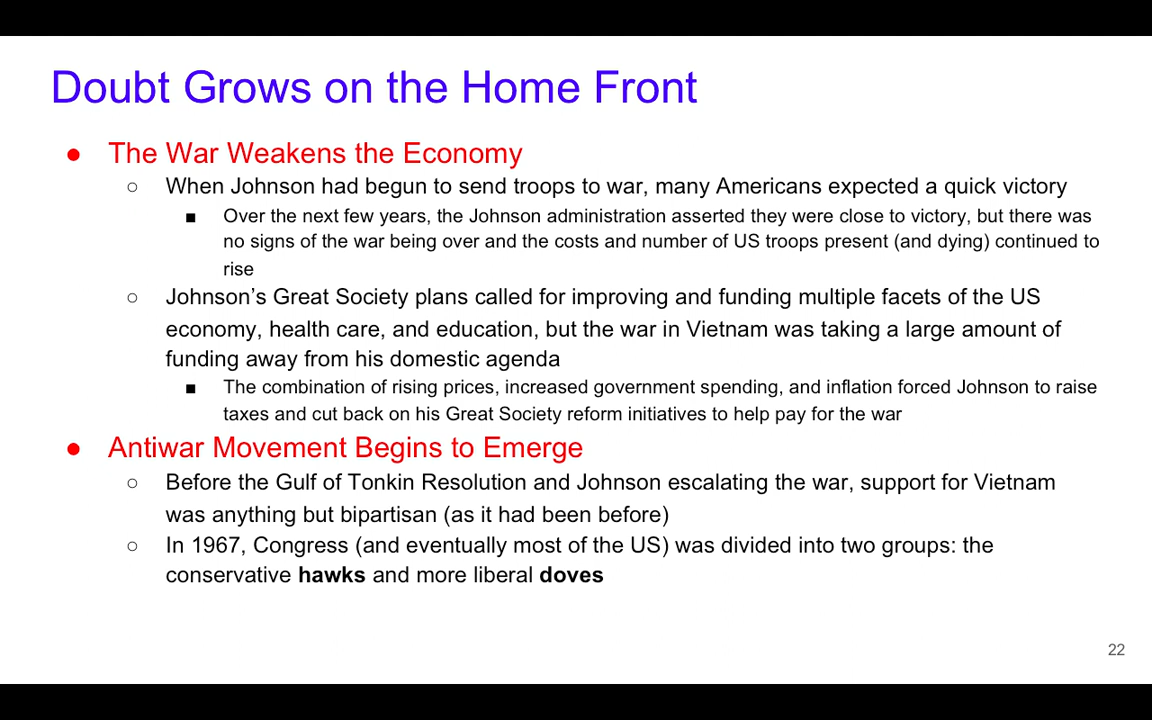 Doubt Grows on the Home Front
● The War Weakens the Economy
○ When Johnson had begun to send troops to war, many Americans expected a quick victory
■ Over the next few years, the Johnson administration asserted they were close to victory, but there was
no signs of the war being over and the costs and number of US troops present (and dying) continued to
rise
○ Johnson’s Great Society plans called for improving and funding multiple facets of the US
economy, health care, and education, but the war in Vietnam was taking a large amount of
funding away from his domestic agenda
■ The combination of rising prices, increased government spending, and inflation forced Johnson to raise
taxes and cut back on his Great Society reform initiatives to help pay for the war
● Antiwar Movement Begins to Emerge
○ Before the Gulf of Tonkin Resolution and Johnson escalating the war, support for Vietnam
was anything but bipartisan (as it had been before)
○ In 1967, Congress (and eventually most of the US) was divided into two groups: the
conservative hawks and more liberal doves
22